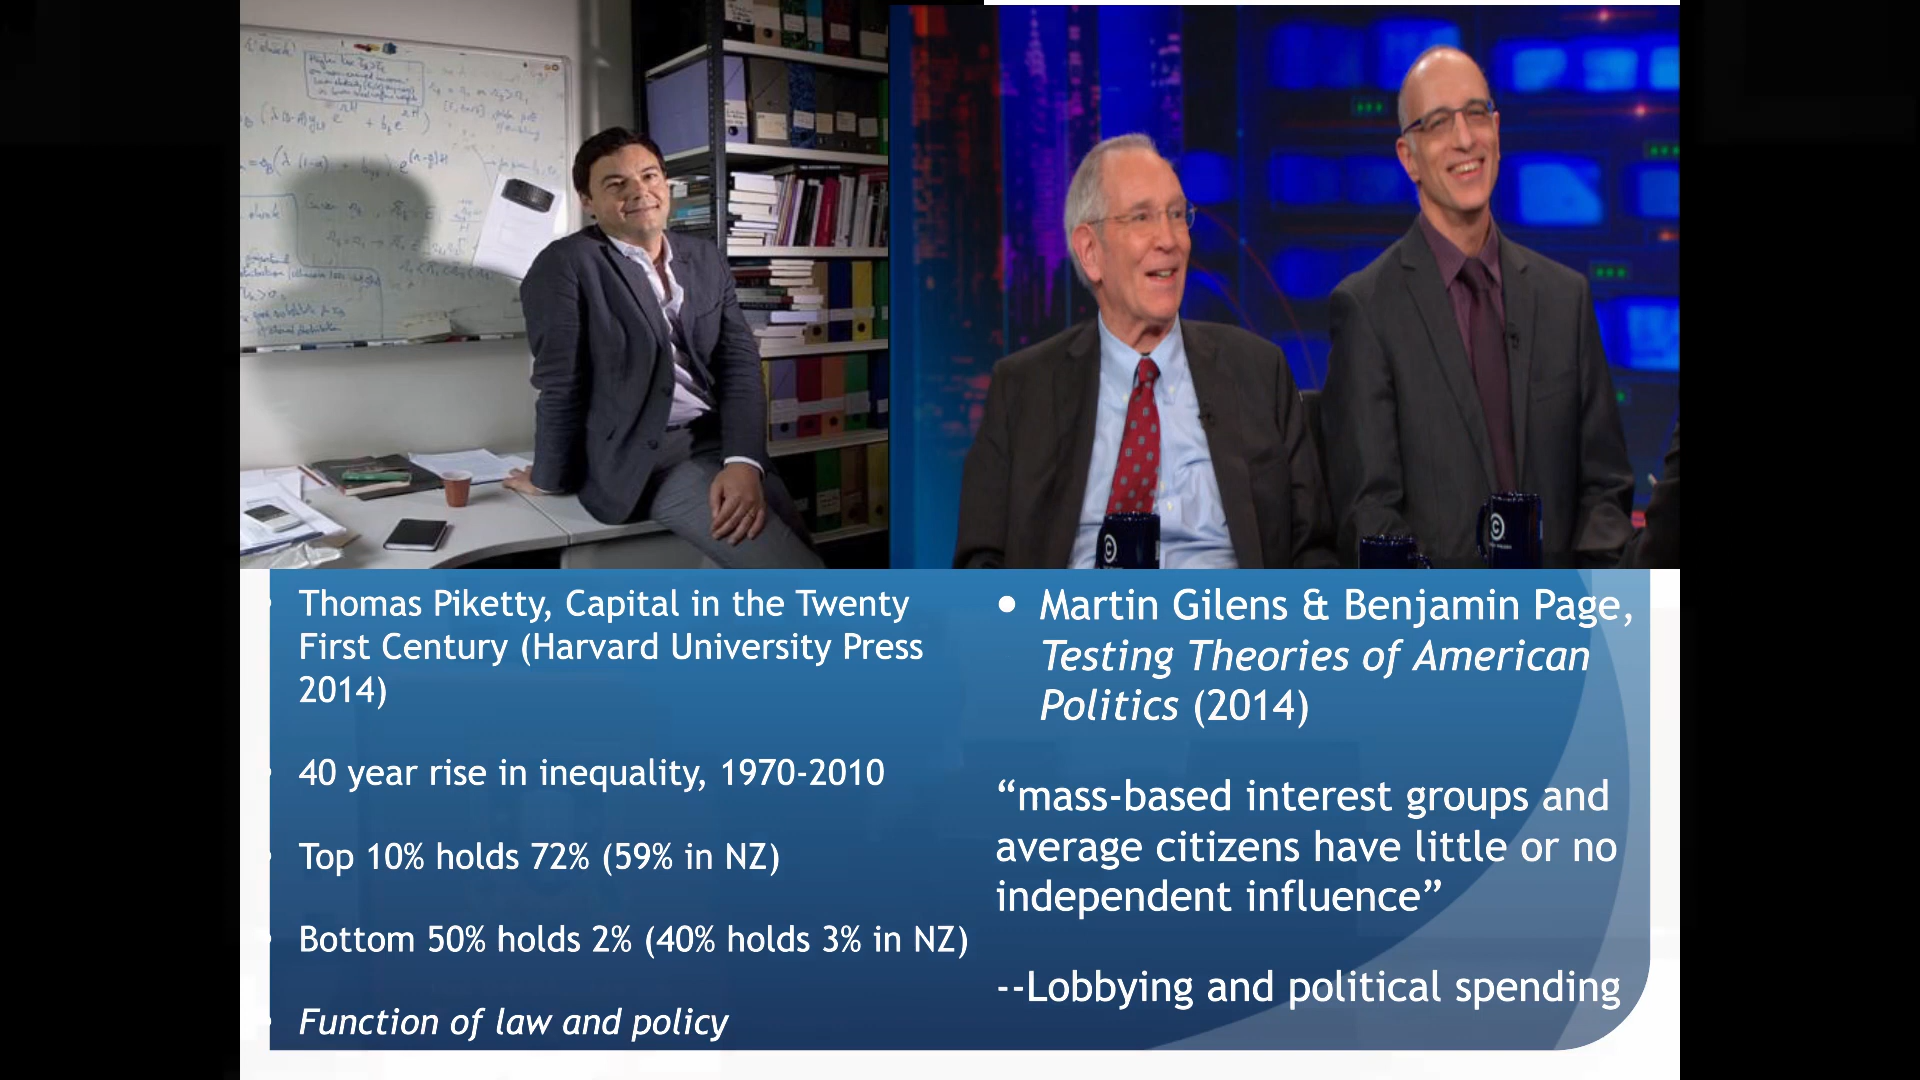 Thomas Piketty, Capital in the Twenty
First Century (Harvard University Press
2014)
40 year rise in inequality, 1970-2010
Top 10% holds 72% (59% in NZ)
Bottom 50% holds 2% (40% holds 3% in NZ)
Function of law and policy
• Martin Gilens & Benjamin Page,
Testing Theories of American
Politics (2014)
“mass-based interest groups and
average citizens have little or no
independent influence”
--Lobbying and political spending